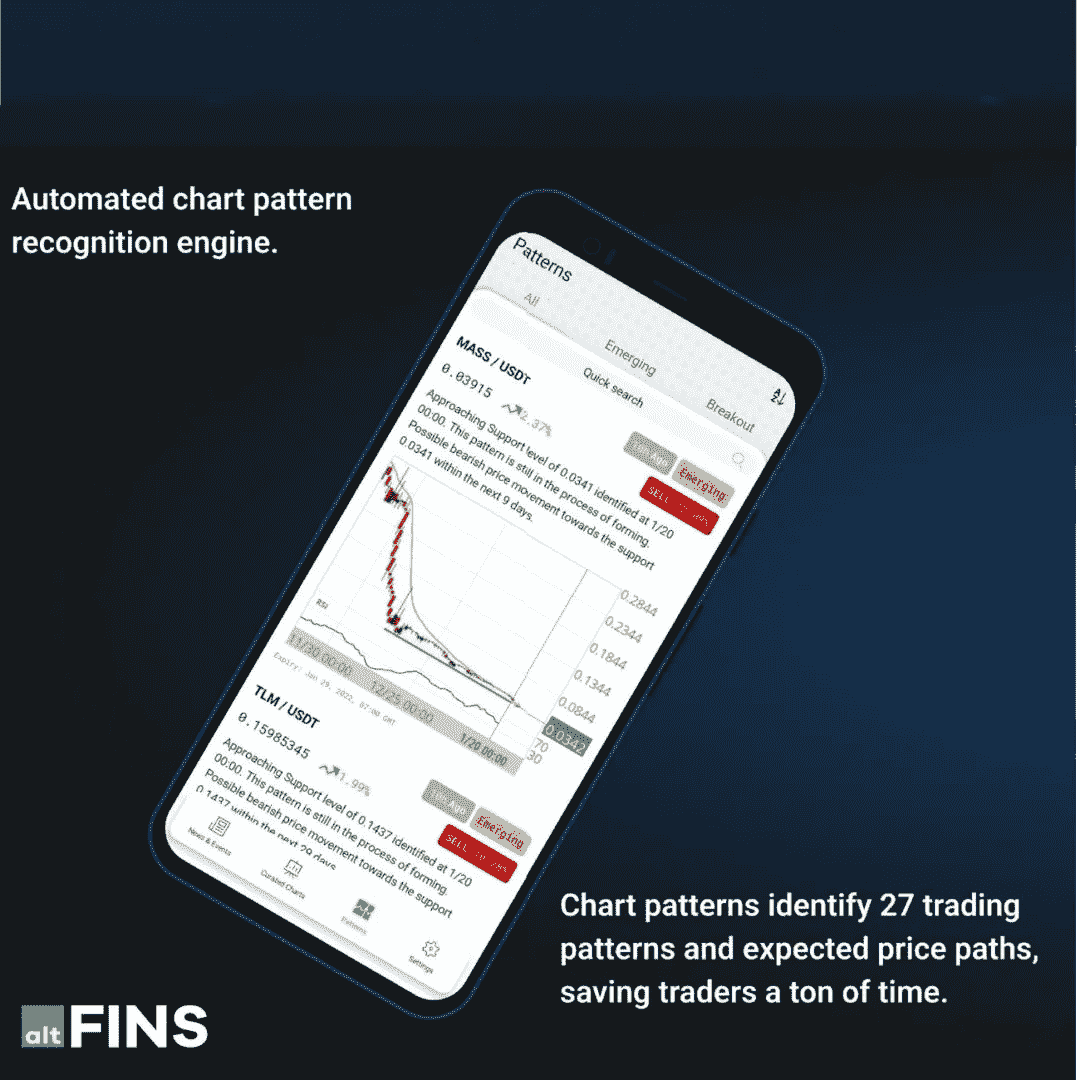 Automated chart pattern
recognition engine.
Patterns
All
Emerging
Breakout
Quick search
MASS / USDT
0.03915
2.37%
Emerging
SELL
Approaching Support level of 0.0341 identified at 1/20
00:00. This pattern is still in the process of forming.
Possible bearish price movement towards the support
0.0341 within the next 9 days.
0.2844
0.2344
0.1844
0.1344
0.0844
0.0342
RSI
70
30
11/30 00:00
12/25 00:00
1/20 00:00
Expiry: Jan 29, 2022, 07:00 GMT
TLM / USDT
0.15985345
1.99%
Emerging
SELL
Approaching Support level of 0.1437 identified at 1/20
00:00. This pattern is still in the process of forming.
Possible bearish price movement towards the support
0.1437 within the next 29 days
News & Events
Curated Charts
Patterns
Settings
Chart patterns identify 27 trading
patterns and expected price paths,
saving traders a ton of time.
alt FINS